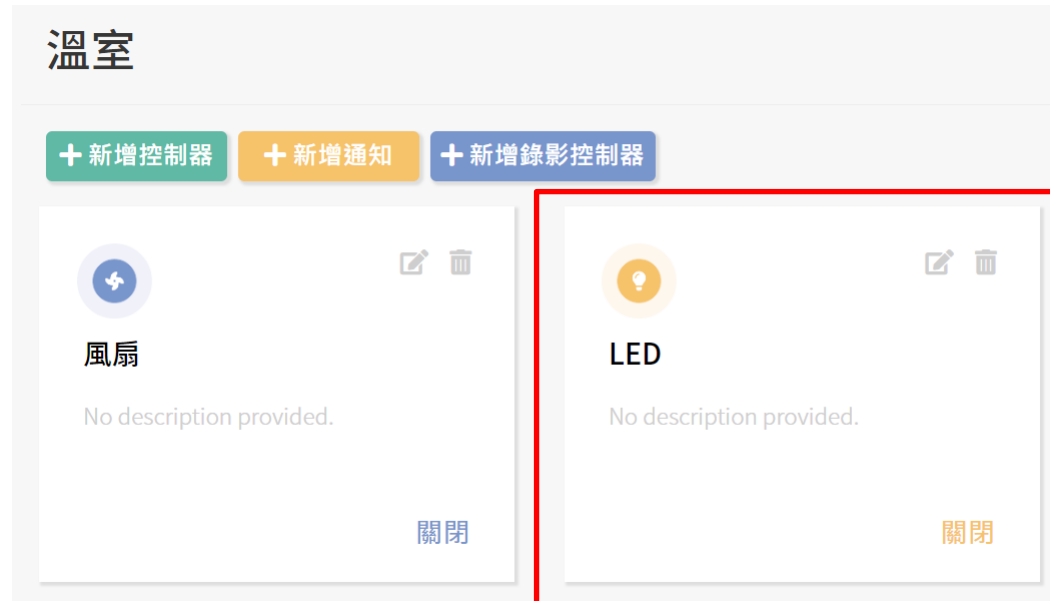 溫室
新增控制器 新增通知 新增錄影控制器
風扇
No description provided.
關閉
LED
No description provided.
關閉